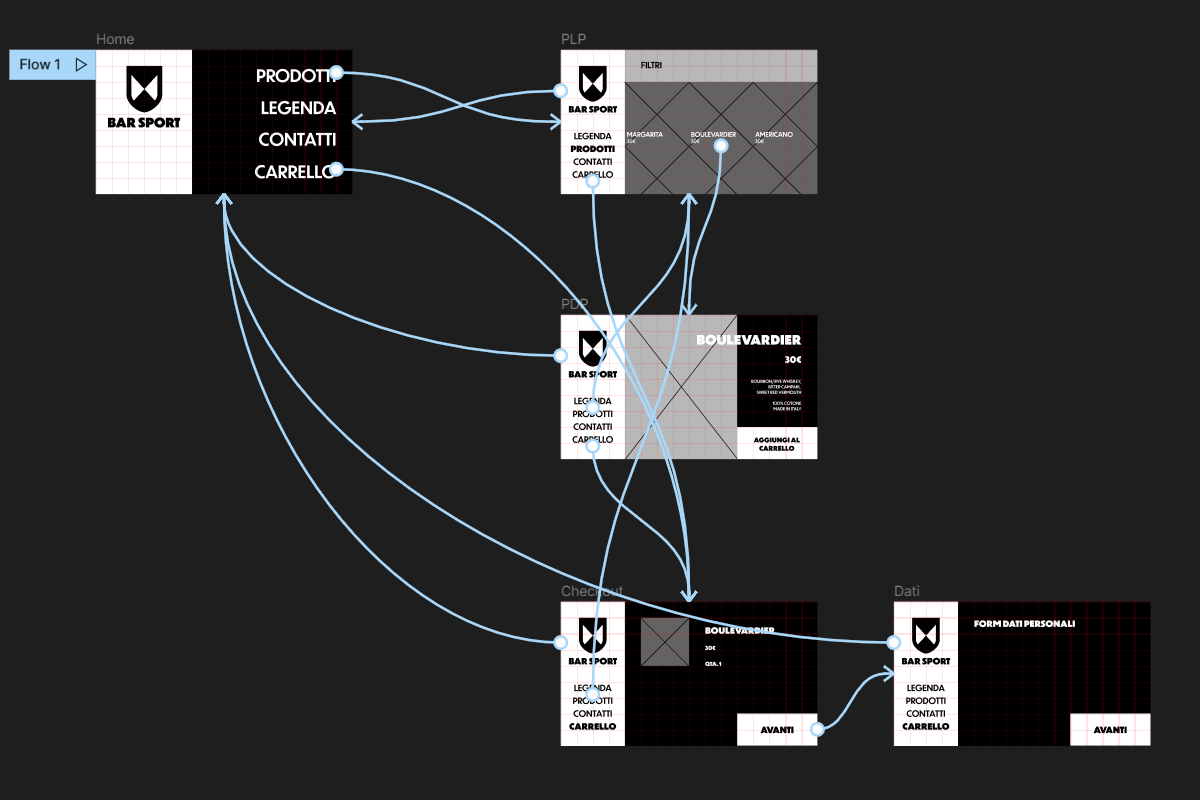 Home
Flow 1
BAR SPORT
PRODOTTI
LEGENDA
CONTATTI
CARRELLO
PLP
BAR SPORT
LEGENDA
PRODOTTI
CONTATTI
CARRELLO
FILTRI
MARGARITA
30€
BOULEVARDIER
30€
AMERICANO
30€
PDP
BAR SPORT
LEGENDA
PRODOTTI
CONTATTI
CARRELLO
BOULEVARDIER
30€
BOURBON/RYE WHISKEY,
BITTER CAMPARI,
SWEET RED VERMOUTH
100% COTONE
MADE IN ITALY
AGGIUNGI AL
CARRELLO
Checkout
BAR SPORT
LEGENDA
PRODOTTI
CONTATTI
CARRELLO
BOULEVARDIER
30€
QTA. 1
AVANTI
Dati
BAR SPORT
LEGENDA
PRODOTTI
CONTATTI
CARRELLO
FORM DATI PERSONALI
AVANTI